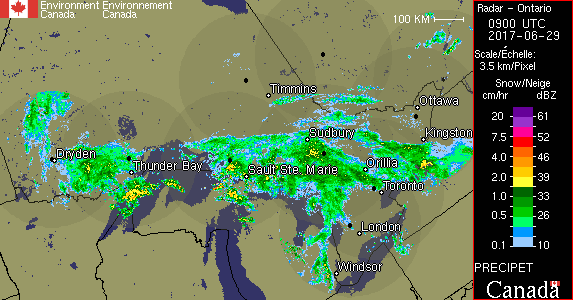 Environment Environnement
Canada Canada
100 KM
Timmins
Ottawa
Sudbury
Kingston
Dryden
Thunder Bay
Sault Ste. Marie
Orillia
Toronto
London
Windsor
Radar - Ontario
0900 UTC
2017-06-29
Scale/Échelle:
3.5 km/Pixel
Snow/Neige
cm/hr dBZ
20 61
7.5 52
4.0 46
2.0 39
1.0 33
0.5 26
0.1 10
PRECIPET
Canada